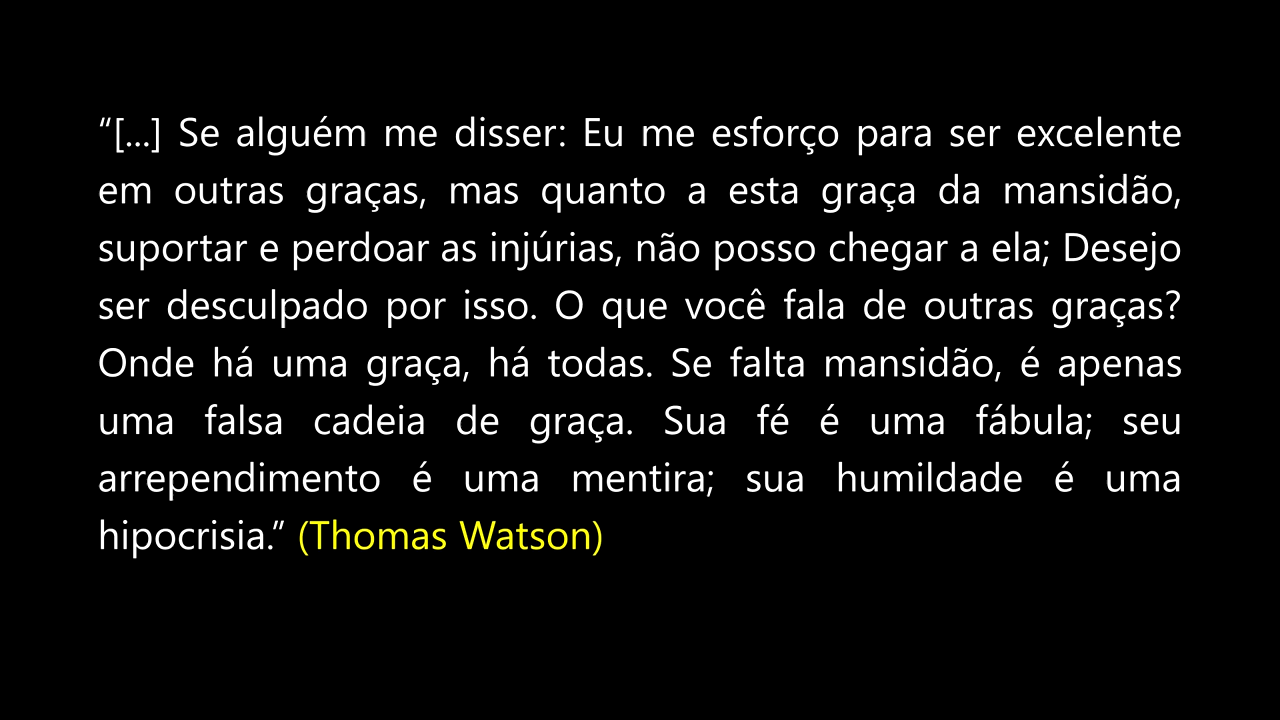 “[...] Se alguém me disser: Eu me esforço para ser excelente
em outras graças, mas quanto a esta graça da mansidão,
suportar e perdoar as injúrias, não posso chegar a ela; Desejo
ser desculpado por isso. O que você fala de outras graças?
Onde há uma graça, há todas. Se falta mansidão, é apenas
uma falsa cadeia de graça. Sua fé é uma fábula; seu
arrependimento é uma mentira; sua humildade é uma
hipocrisia.” (Thomas Watson)